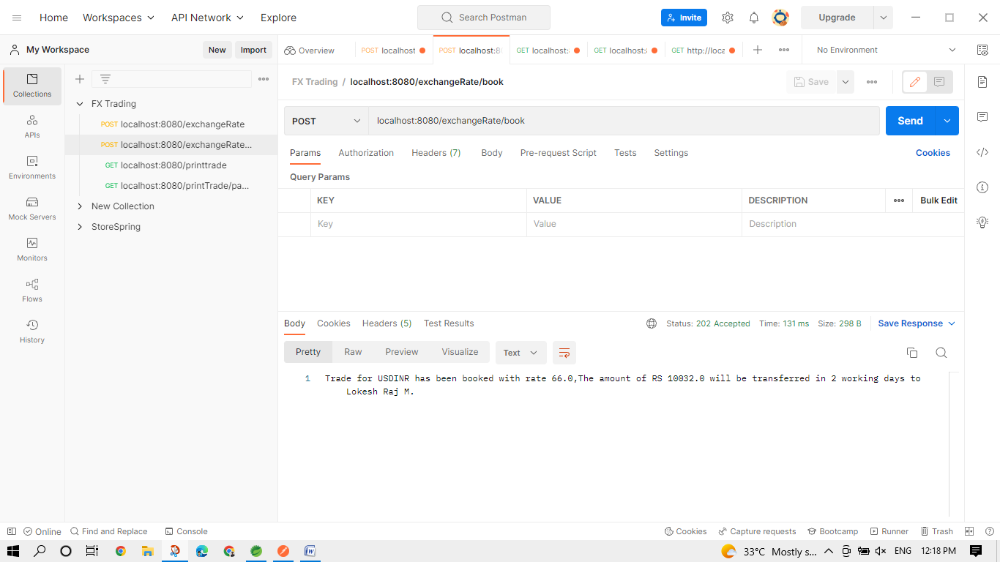 Home Workspaces API Network Explore Search Postman Invite Upgrade
My Workspace New Import Overview POST localhost POST localhost:8 GET localhost: GET localhost: GET http://loca No Environment
Collections
APIs
Environments
Mock Servers
Monitors
Flows
History
FX Trading
POST localhost:8080/exchangeRate
POST localhost:8080/exchangeRate...
GET localhost:8080/printtrade
GET localhost:8080/printTrade/pa...
New Collection
StoreSpring
FX Trading / localhost:8080/exchangeRate/book Save
POST localhost:8080/exchangeRate/book Send
Params Authorization Headers (7) Body Pre-request Script Tests Settings Cookies
Query Params
KEY VALUE DESCRIPTION Bulk Edit
Key Value Description
Body Cookies Headers (5) Test Results Status: 202 Accepted Time: 131 ms Size: 298 B Save Response
Pretty Raw Preview Visualize Text
1 Trade for USDINR has been booked with rate 66.0,The amount of RS 10032.0 will be transferred in 2 working days to
Lokesh Raj M.
Online Find and Replace Console Cookies Capture requests Bootcamp Runner Trash
33°C Mostly s... ENG 12:18 PM